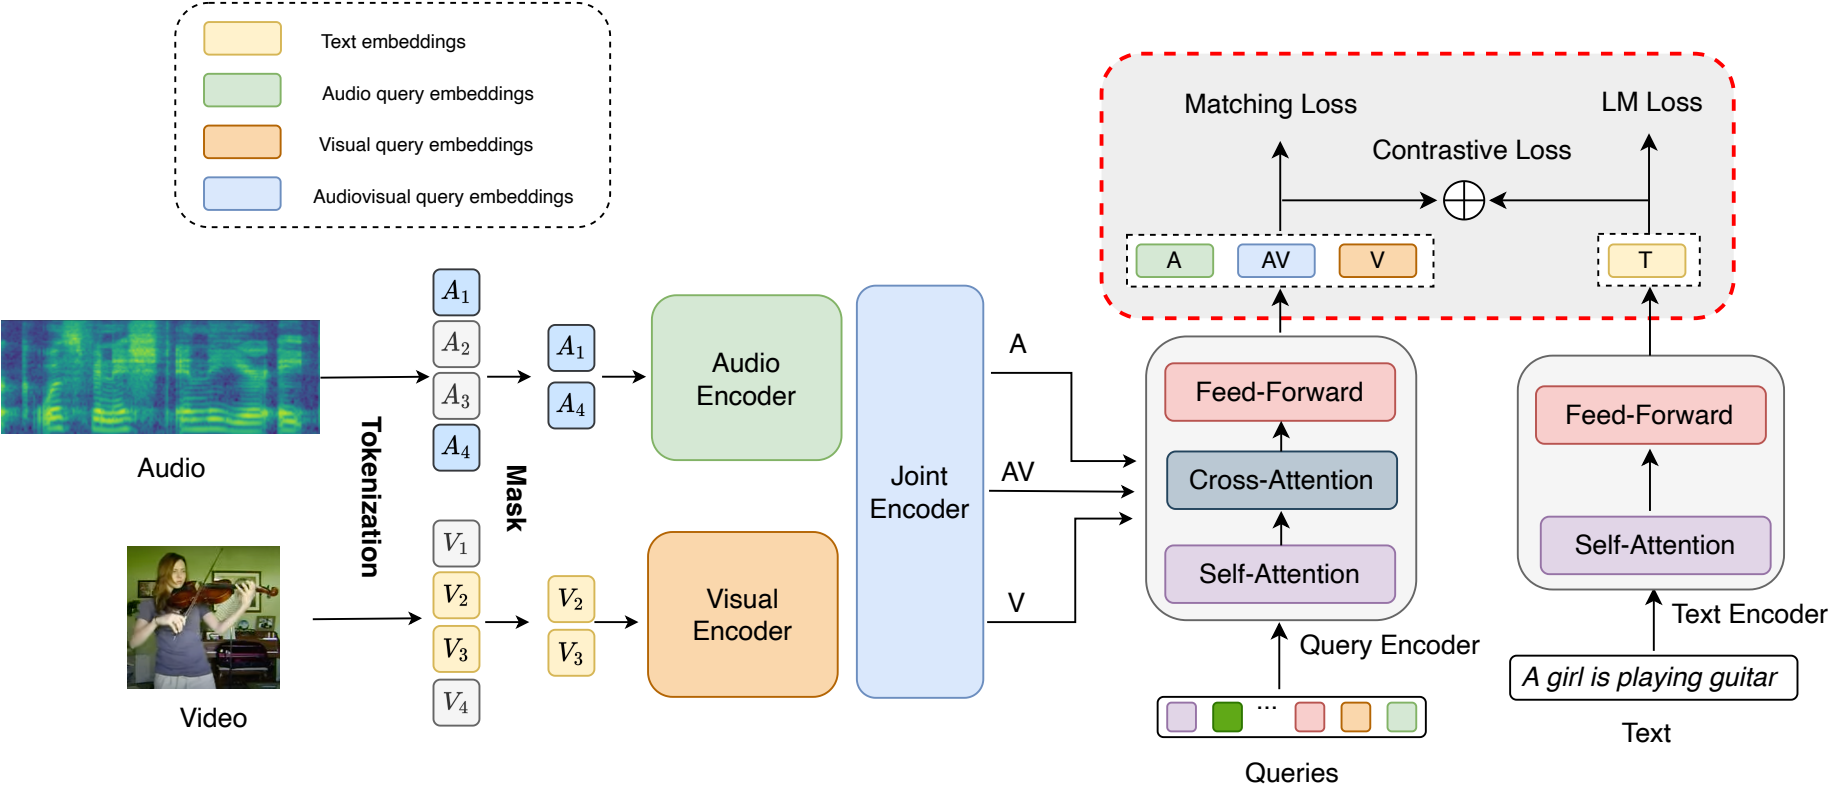 Text embeddings
Audio query embeddings
Visual query embeddings
Audiovisual query embeddings
Audio
Video
Tokenization
A1
A2
A3
A4
V1
V2
V3
V4
Mask
A1
A4
V2
V3
Audio
Encoder
Visual
Encoder
Joint
Encoder
A
AV
V
Matching Loss
LM Loss
Contrastive Loss
A
AV
V
T
Feed-Forward
Cross-Attention
Self-Attention
Query Encoder
...
Queries
Feed-Forward
Self-Attention
Text Encoder
A girl is playing guitar
Text